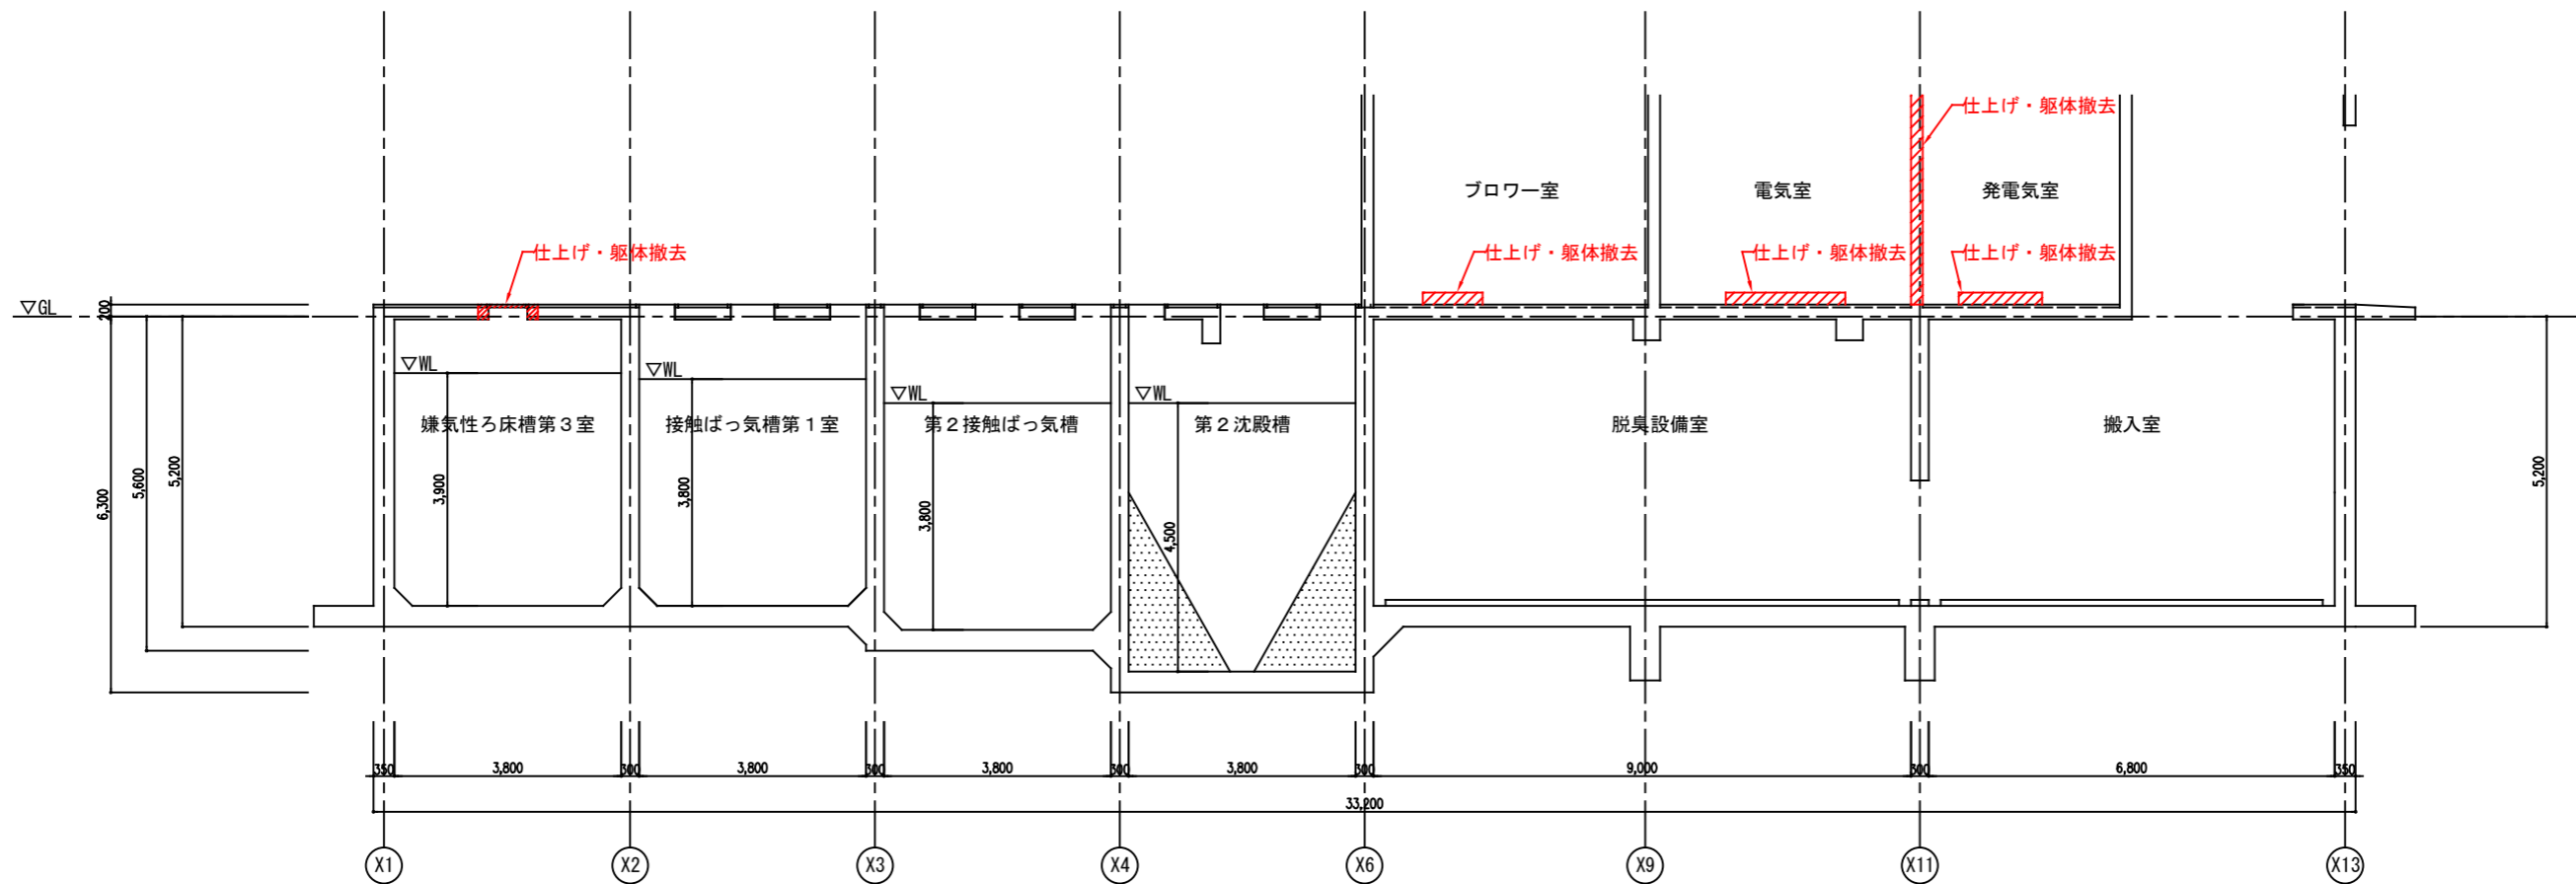 仕上げ・躯体撤去
ブロワー室
電気室
発電気室
仕上げ・躯体撤去
仕上げ・躯体撤去
仕上げ・躯体撤去
仕上げ・躯体撤去
▽GL
200
▽WL
▽WL
▽WL
▽WL
嫌気性ろ床槽第3室
接触ばっ気槽第1室
第2接触ばっ気槽
第2沈殿槽
脱臭設備室
搬入室
6,300
5,600
5,200
3,900
3,800
3,800
4,500
5,200
350
3,800
300
3,800
300
3,800
300
3,800
300
9,000
300
6,800
350
33,200
X1
X2
X3
X4
X6
X9
X11
X13